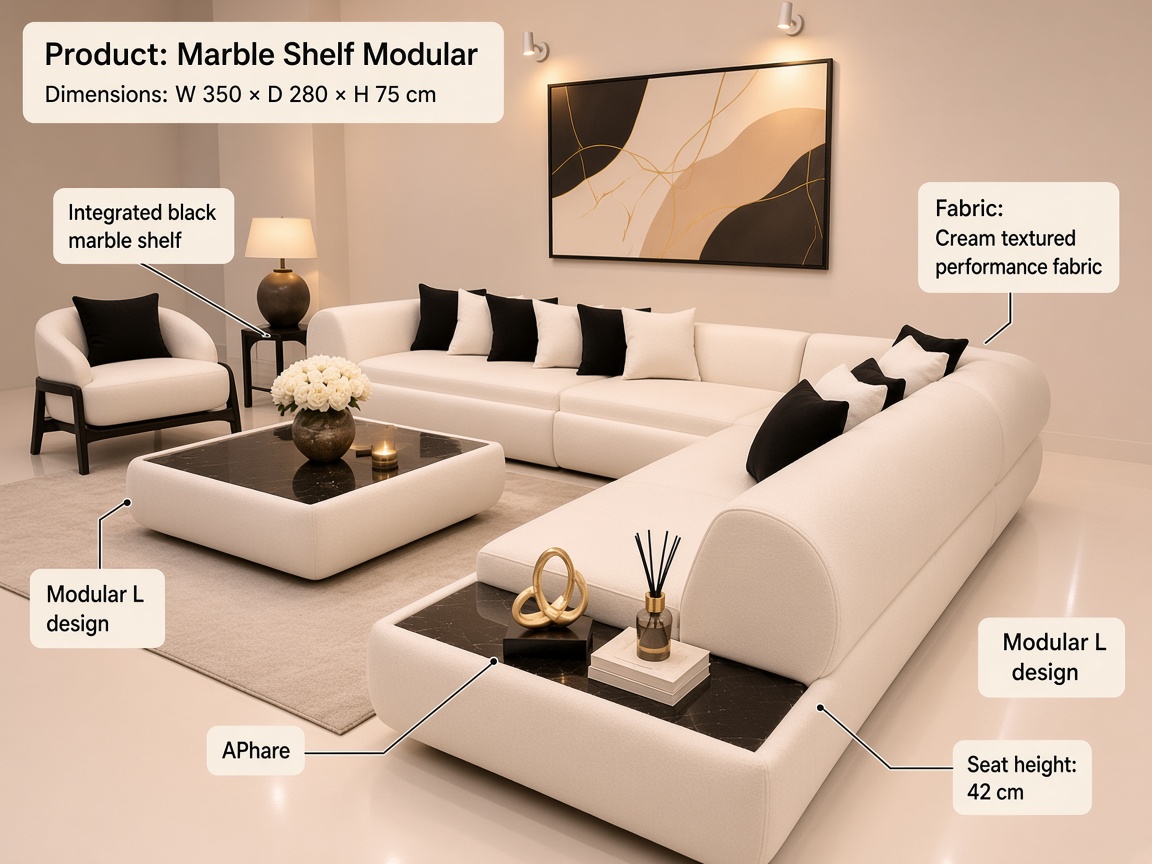 Product: Marble Shelf Modular
Dimensions: W 350 × D 280 × H 75 cm
Integrated black
marble shelf
Fabric:
Cream textured
performance fabric
Modular L
design
Modular L
design
APhare
Seat height:
42 cm